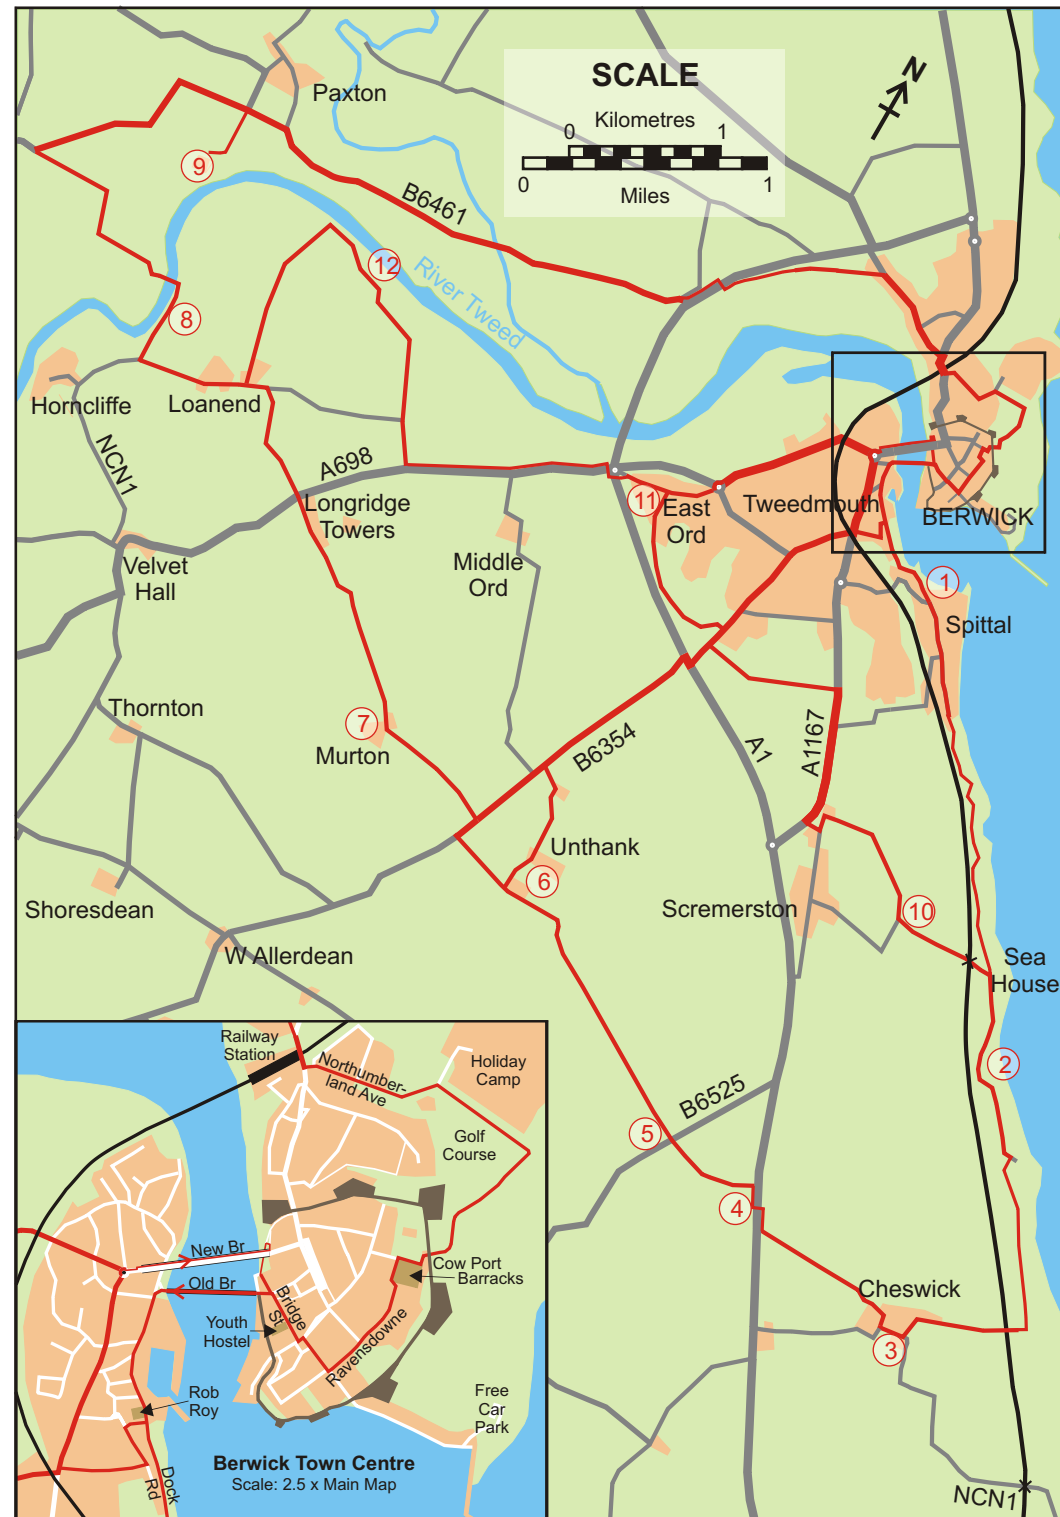 SCALE
N
Kilometres
0
1
0
1
Miles
Paxton
9
B6461
12
River Tweed
8
Horncliffe
Loanend
NCN1
A698
Longridge
Towers
11
East
Ord
Tweedmouth
BERWICK
Velvet
Hall
Middle
Ord
1
Spittal
Thornton
7
Murton
B6354
A1
A1167
Unthank
6
Shoresdean
Scremerston
10
W Allerdean
Sea
House
2
B6525
5
4
Cheswick
3
NCN1
Railway
Station
Northumber-
land Ave
Holiday
Camp
Golf
Course
New Br
Old Br
Cow Port
Barracks
Bridge
St
Youth
Hostel
Ravensdowne
Rob
Roy
Free
Car
Park
Dock
Rd
Berwick Town Centre
Scale: 2.5 x Main Map